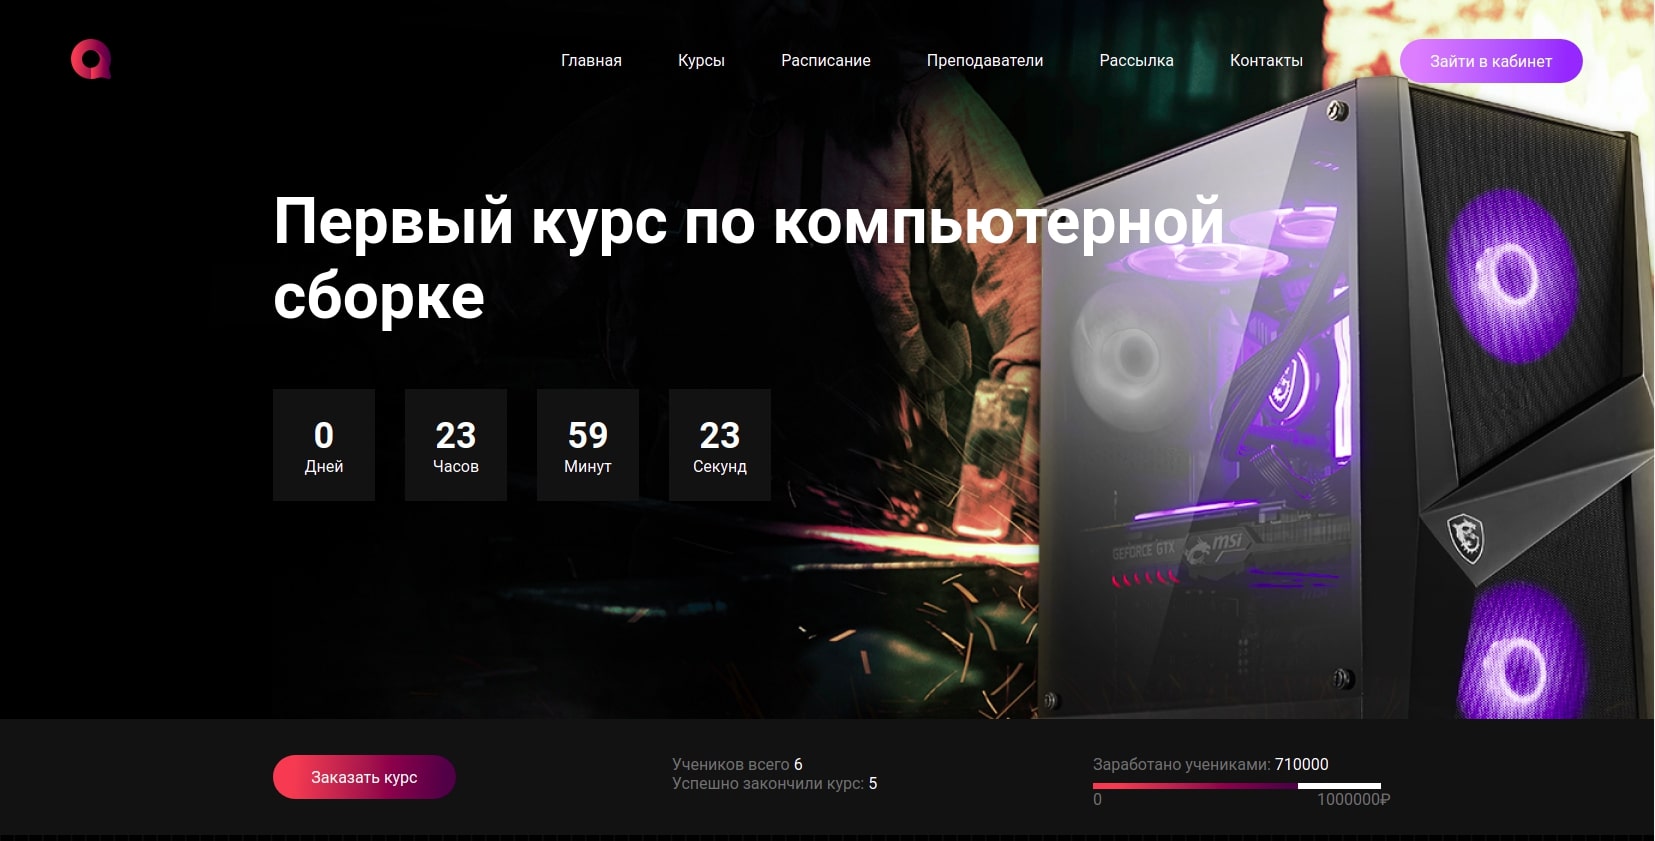 Главная Курсы Расписание Преподаватели Рассылка Контакты Зайти в кабинет
Первый курс по компьютерной
сборке
0 23 59 23
Дней Часов Минут Секунд
GEFORCE GTX msi
Заказать курс
Учеников всего 6
Успешно закончили курс: 5
Заработано учениками: 710000
0 1000000₽